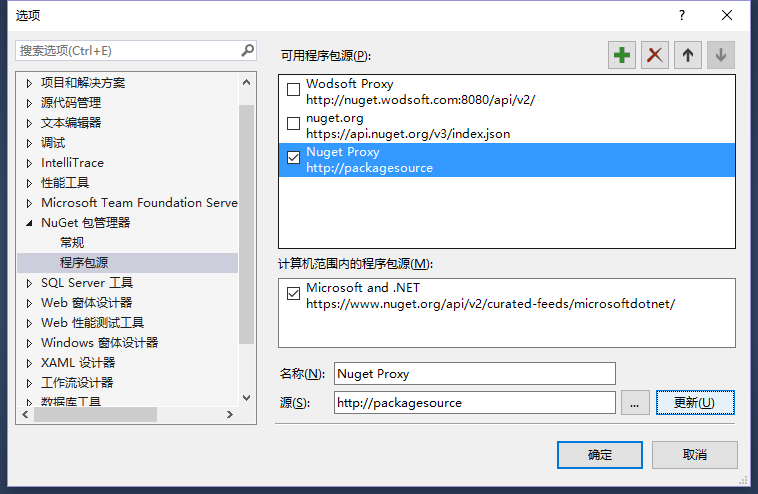 选项
搜索选项(Ctrl+E)
项目和解决方案
源代码管理
文本编辑器
调试
IntelliTrace
性能工具
Microsoft Team Foundation Serve
NuGet 包管理器
常规
程序包源
SQL Server 工具
Web 窗体设计器
Web 性能测试工具
Windows 窗体设计器
XAML 设计器
工作流设计器
数据库工具
可用程序包源(P):
Wodsoft Proxy
http://nuget.wodsoft.com:8080/api/v2/
nuget.org
https://api.nuget.org/v3/index.json
Nuget Proxy
http://packagesource
计算机范围内的程序包源(M):
Microsoft and .NET
https://www.nuget.org/api/v2/curated-feeds/microsoftdotnet/
名称(N): Nuget Proxy
源(S): http://packagesource ... 更新(U)
确定 取消